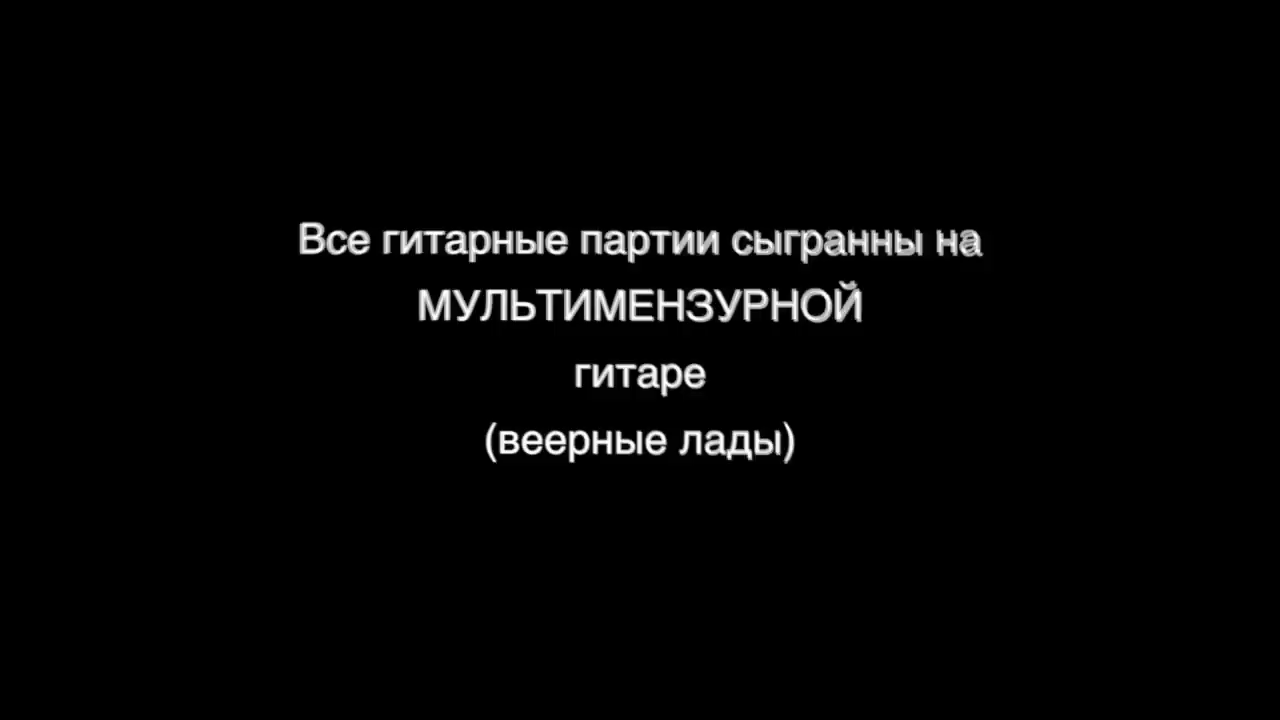 Все гитарные партии сыгранны на
МУЛЬТИМЕНЗУРНОЙ
гитаре
(веерные лады)